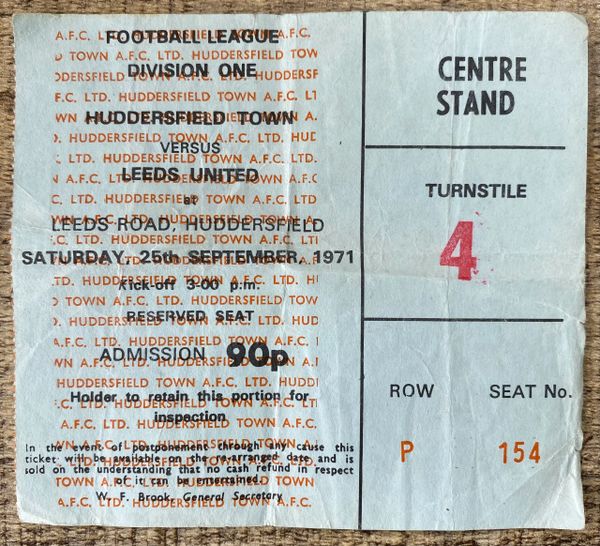 FOOTBALL LEAGUE
DIVISION ONE
HUDDERSFIELD TOWN
VERSUS
LEEDS UNITED
at
LEEDS ROAD, HUDDERSFIELD
SATURDAY, 25th SEPTEMBER, 1971
Kick-off 3-00 p.m.
RESERVED SEAT
ADMISSION 90p
Holder to retain this portion for
inspection
In the event of postponement through any cause this
ticket will be available on the re-arranged date and is
sold on the understanding that no cash refund in respect
of it can be entertained.
W. F. Brook, General Secretary
CENTRE
STAND
TURNSTILE
4
ROW SEAT No.
P 154